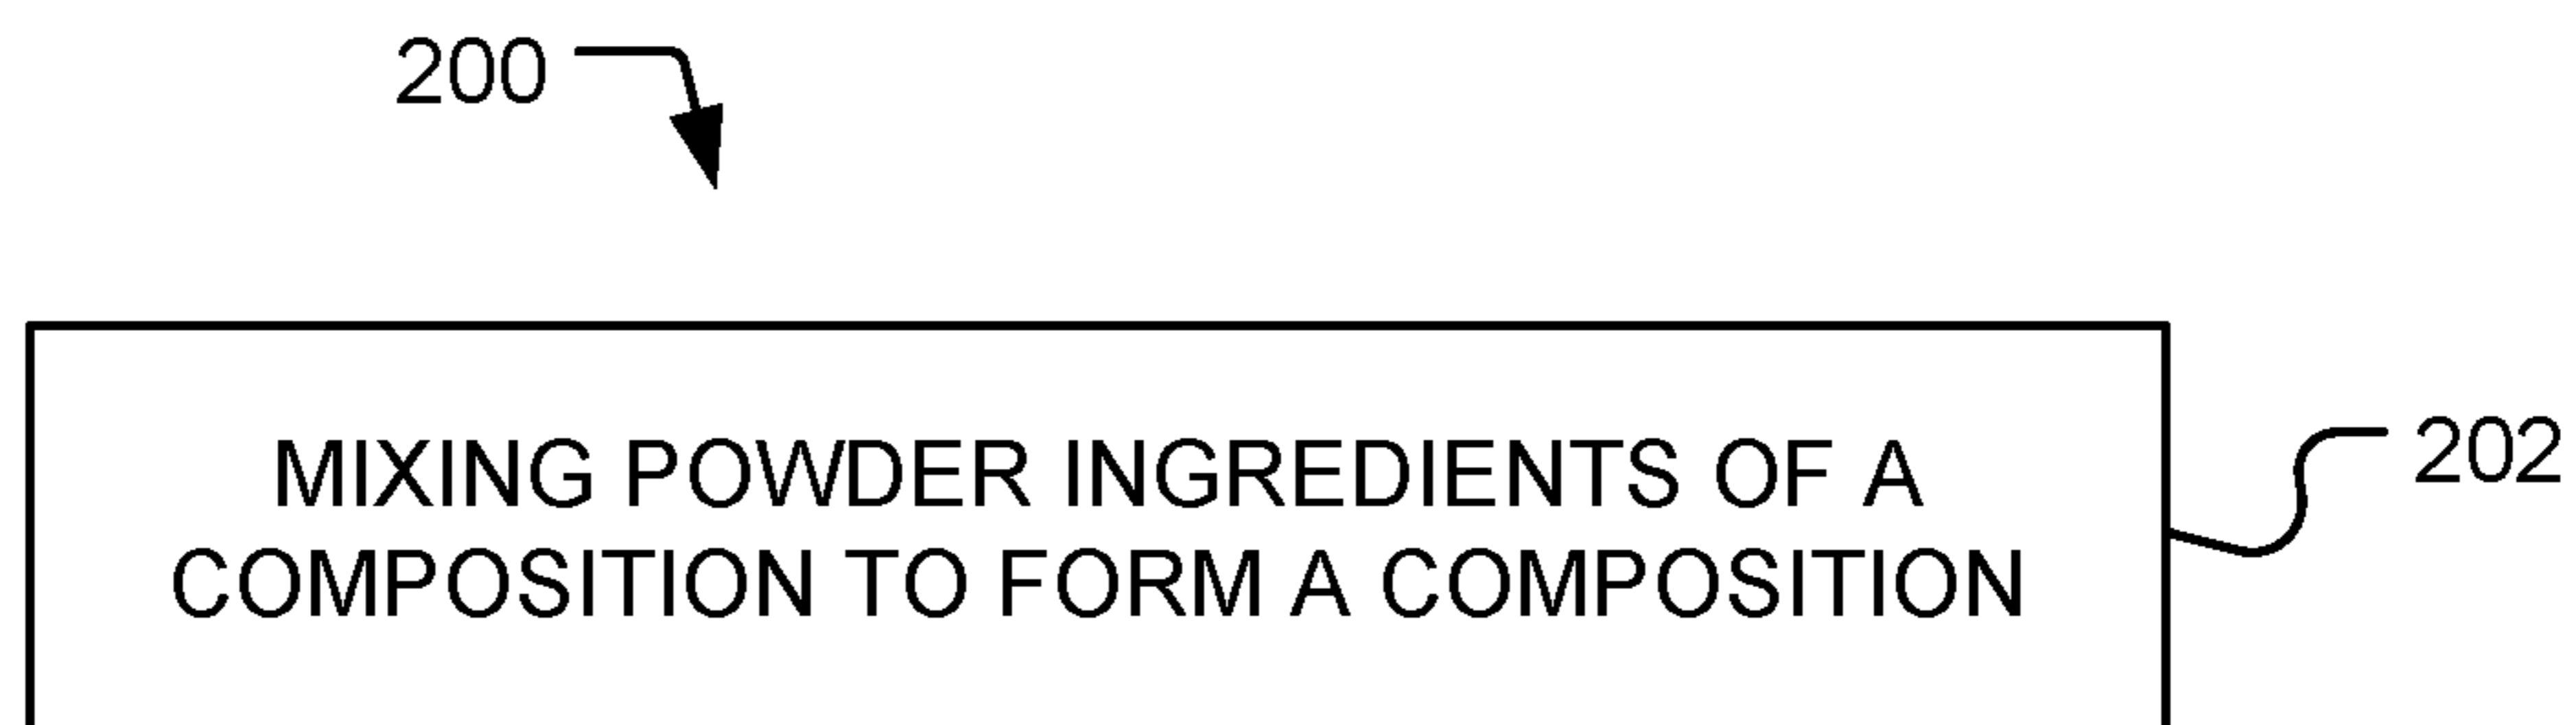 200
MIXING POWDER INGREDIENTS OF A
COMPOSITION TO FORM A COMPOSITION
202